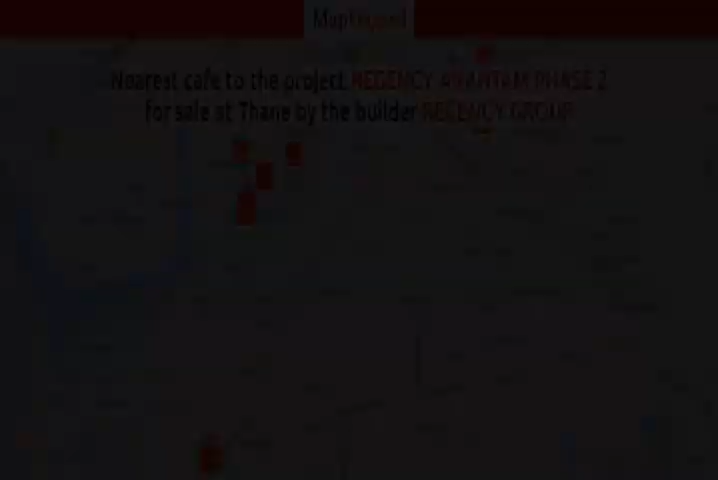 Nearest cafe to the project REGENCY ANANTAM PHASE 2
for sale at Thane by the builder REGENCY GROUP